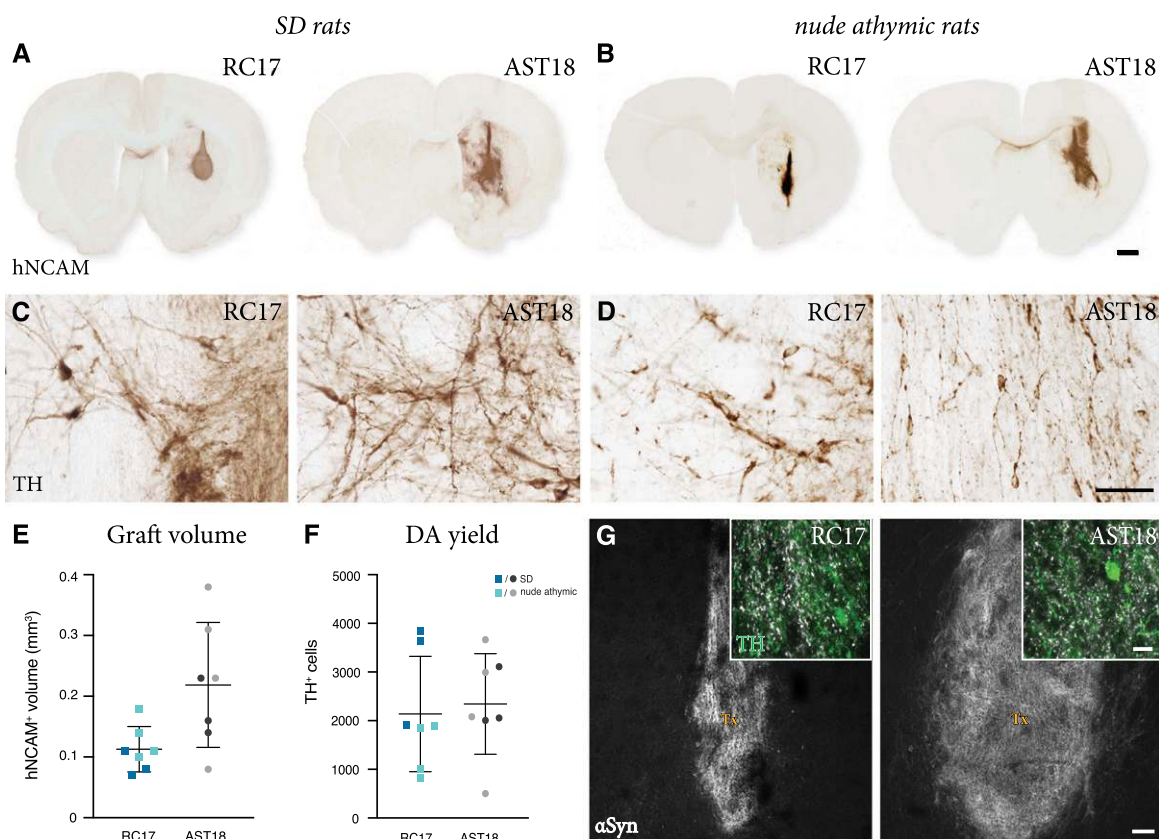 SD rats
nude athymic rats
A
RC17
AST18
B
RC17
AST18
hNCAM
C
RC17
AST18
D
RC17
AST18
TH
E
Graft volume
F
DA yield
G
RC17
AST18
hNCAM⁺ volume (mm³)
0.4
0.3
0.2
0.1
0
RC17
AST18
TH⁺ cells
5000
4000
3000
2000
1000
0
/ SD
/ nude athymic
RC17
AST18
TH
Tx
Tx
αSyn